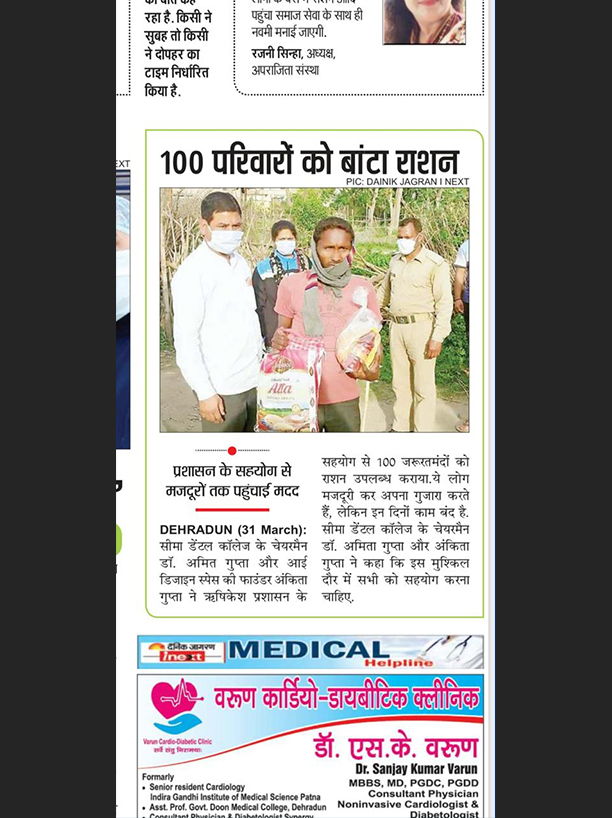 रहा है. किसी ने
सुबह तो किसी
ने दोपहर का
टाइम निर्धारित
किया है.
पहुंचा समाज सेवा के साथ ही
नवमी मनाई जाएगी.
रजनी सिन्हा, अध्यक्ष,
अपराजिता संस्था
EXT
100 परिवारों को बांटा राशन
PIC: DAINIK JAGRAN I NEXT
Atta
प्रशासन के सहयोग से
मजदूरों तक पहुंचाई मदद
DEHRADUN (31 March):
सीमा डेंटल कॉलेज के चेयरमैन
डॉ. अमित गुप्ता और आई
डिजाइन स्पेस की फाउंडर अंकिता
गुप्ता ने ऋषिकेश प्रशासन के
सहयोग से 100 जरूरतमंदों को
राशन उपलब्ध कराया.ये लोग
मजदूरी कर अपना गुजारा करते
हैं, लेकिन इन दिनों काम बंद है.
सीमा डेंटल कॉलेज के चेयरमैन
डॉ. अमिता गुप्ता और अंकिता
गुप्ता ने कहा कि इस मुश्किल
दौर में सभी को सहयोग करना
चाहिए.
दैनिक जागरण
inext
MEDICAL
Helpline
वरूण कार्डियो-डायबीटिक क्लीनिक
Varun Cardio-Diabetic Clinic
सर्वे सन्तु निरामयाः
डॉ. एस.के. वरूण
Dr. Sanjay Kumar Varun
MBBS, MD, PGDC, PGDD
Consultant Physician
Noninvasive Cardiologist &
Diabetologist
Formerly
• Senior resident Cardiology
Indira Gandhi Institute of Medical Science Patna
• Asst. Prof. Govt. Doon Medical College, Dehradun
• Consultant Physician & Diabetologist Synergy